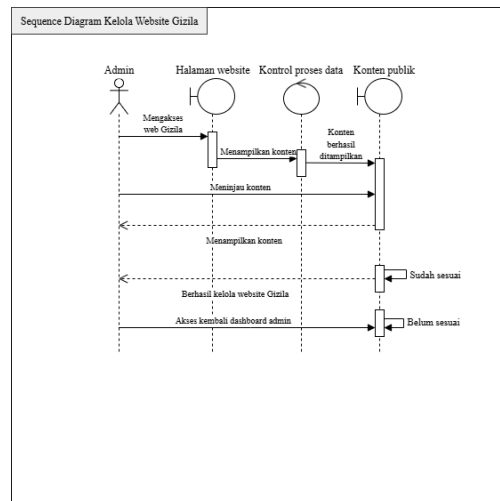 Sequence Diagram Kelola Website Gizila
Admin
Halaman website
Kontrol proses data
Konten publik
Mengakses
web Gizila
Menampilkan konten
Konten
berhasil
ditampilkan
Meninjau konten
Menampilkan konten
Sudah sesuai
Berhasil kelola website Gizila
Akses kembali dashboard admin
Belum sesuai